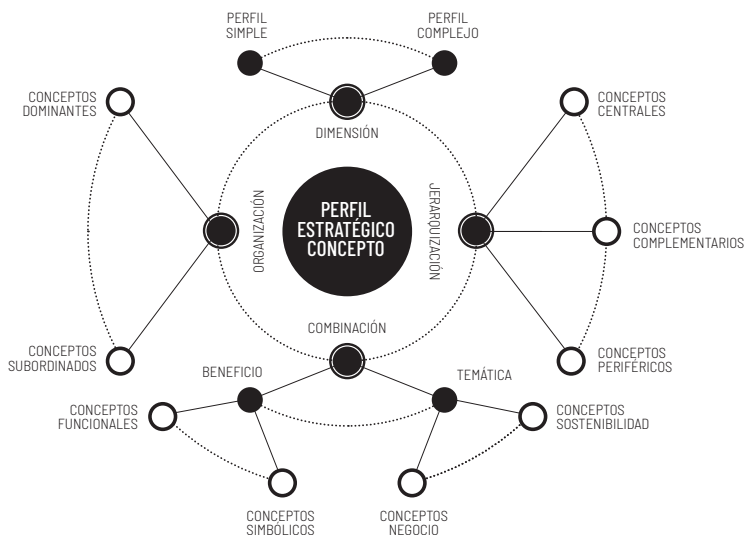 PERFIL
SIMPLE
PERFIL
COMPLEJO
CONCEPTOS
DOMINANTES
CONCEPTOS
CENTRALES
DIMENSIÓN
ORGANIZACIÓN
PERFIL
ESTRATÉGICO
CONCEPTO
JERARQUIZACIÓN
CONCEPTOS
COMPLEMENTARIOS
COMBINACIÓN
CONCEPTOS
SUBORDINADOS
CONCEPTOS
PERIFÉRICOS
BENEFICIO
TEMÁTICA
CONCEPTOS
FUNCIONALES
CONCEPTOS
SOSTENIBILIDAD
CONCEPTOS
SIMBÓLICOS
CONCEPTOS
NEGOCIO